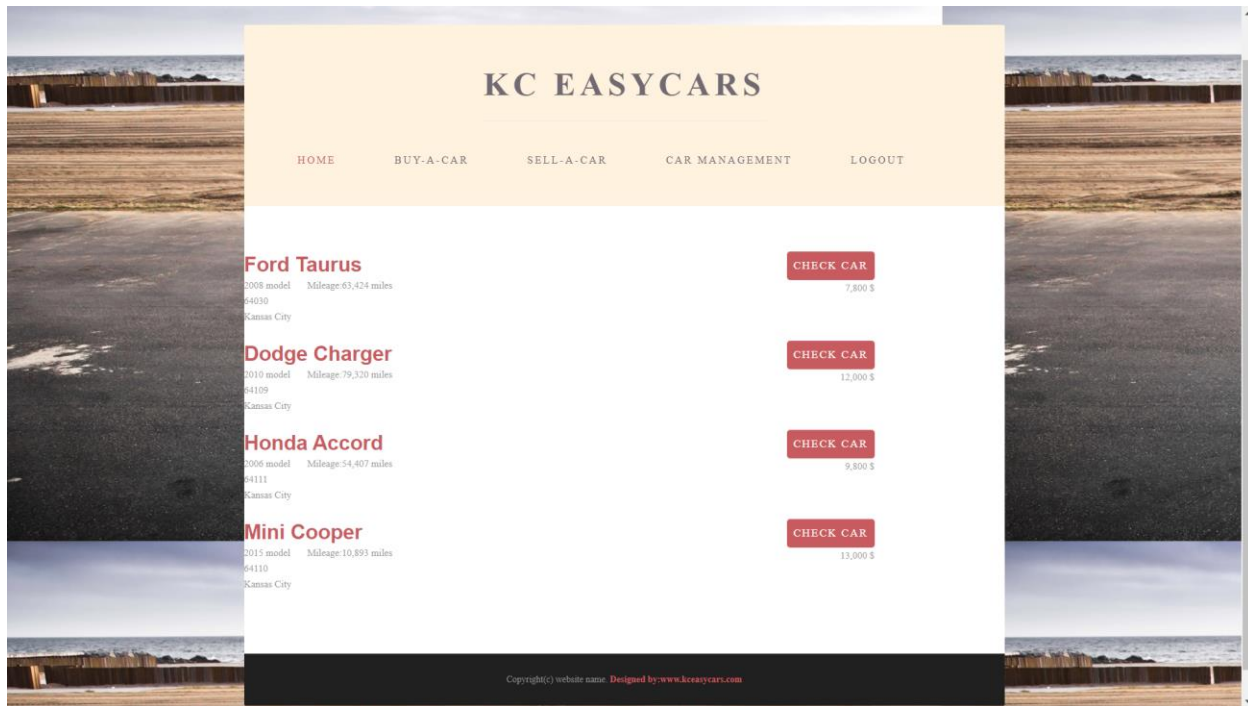 KC EASYCARS
HOME BUY-A-CAR SELL-A-CAR CAR MANAGEMENT LOGOUT
Ford Taurus CHECK CAR
2008 model Mileage:63,424 miles 7,800 $
64030
Kansas City
Dodge Charger CHECK CAR
2010 model Mileage:79,320 miles 12,000 $
64109
Kansas City
Honda Accord CHECK CAR
2006 model Mileage:54,407 miles 9,800 $
64111
Kansas City
Mini Cooper CHECK CAR
2015 model Mileage:10,893 miles 13,000 $
64110
Kansas City
Copyright(c) website name. Designed by:www.kceasycars.com